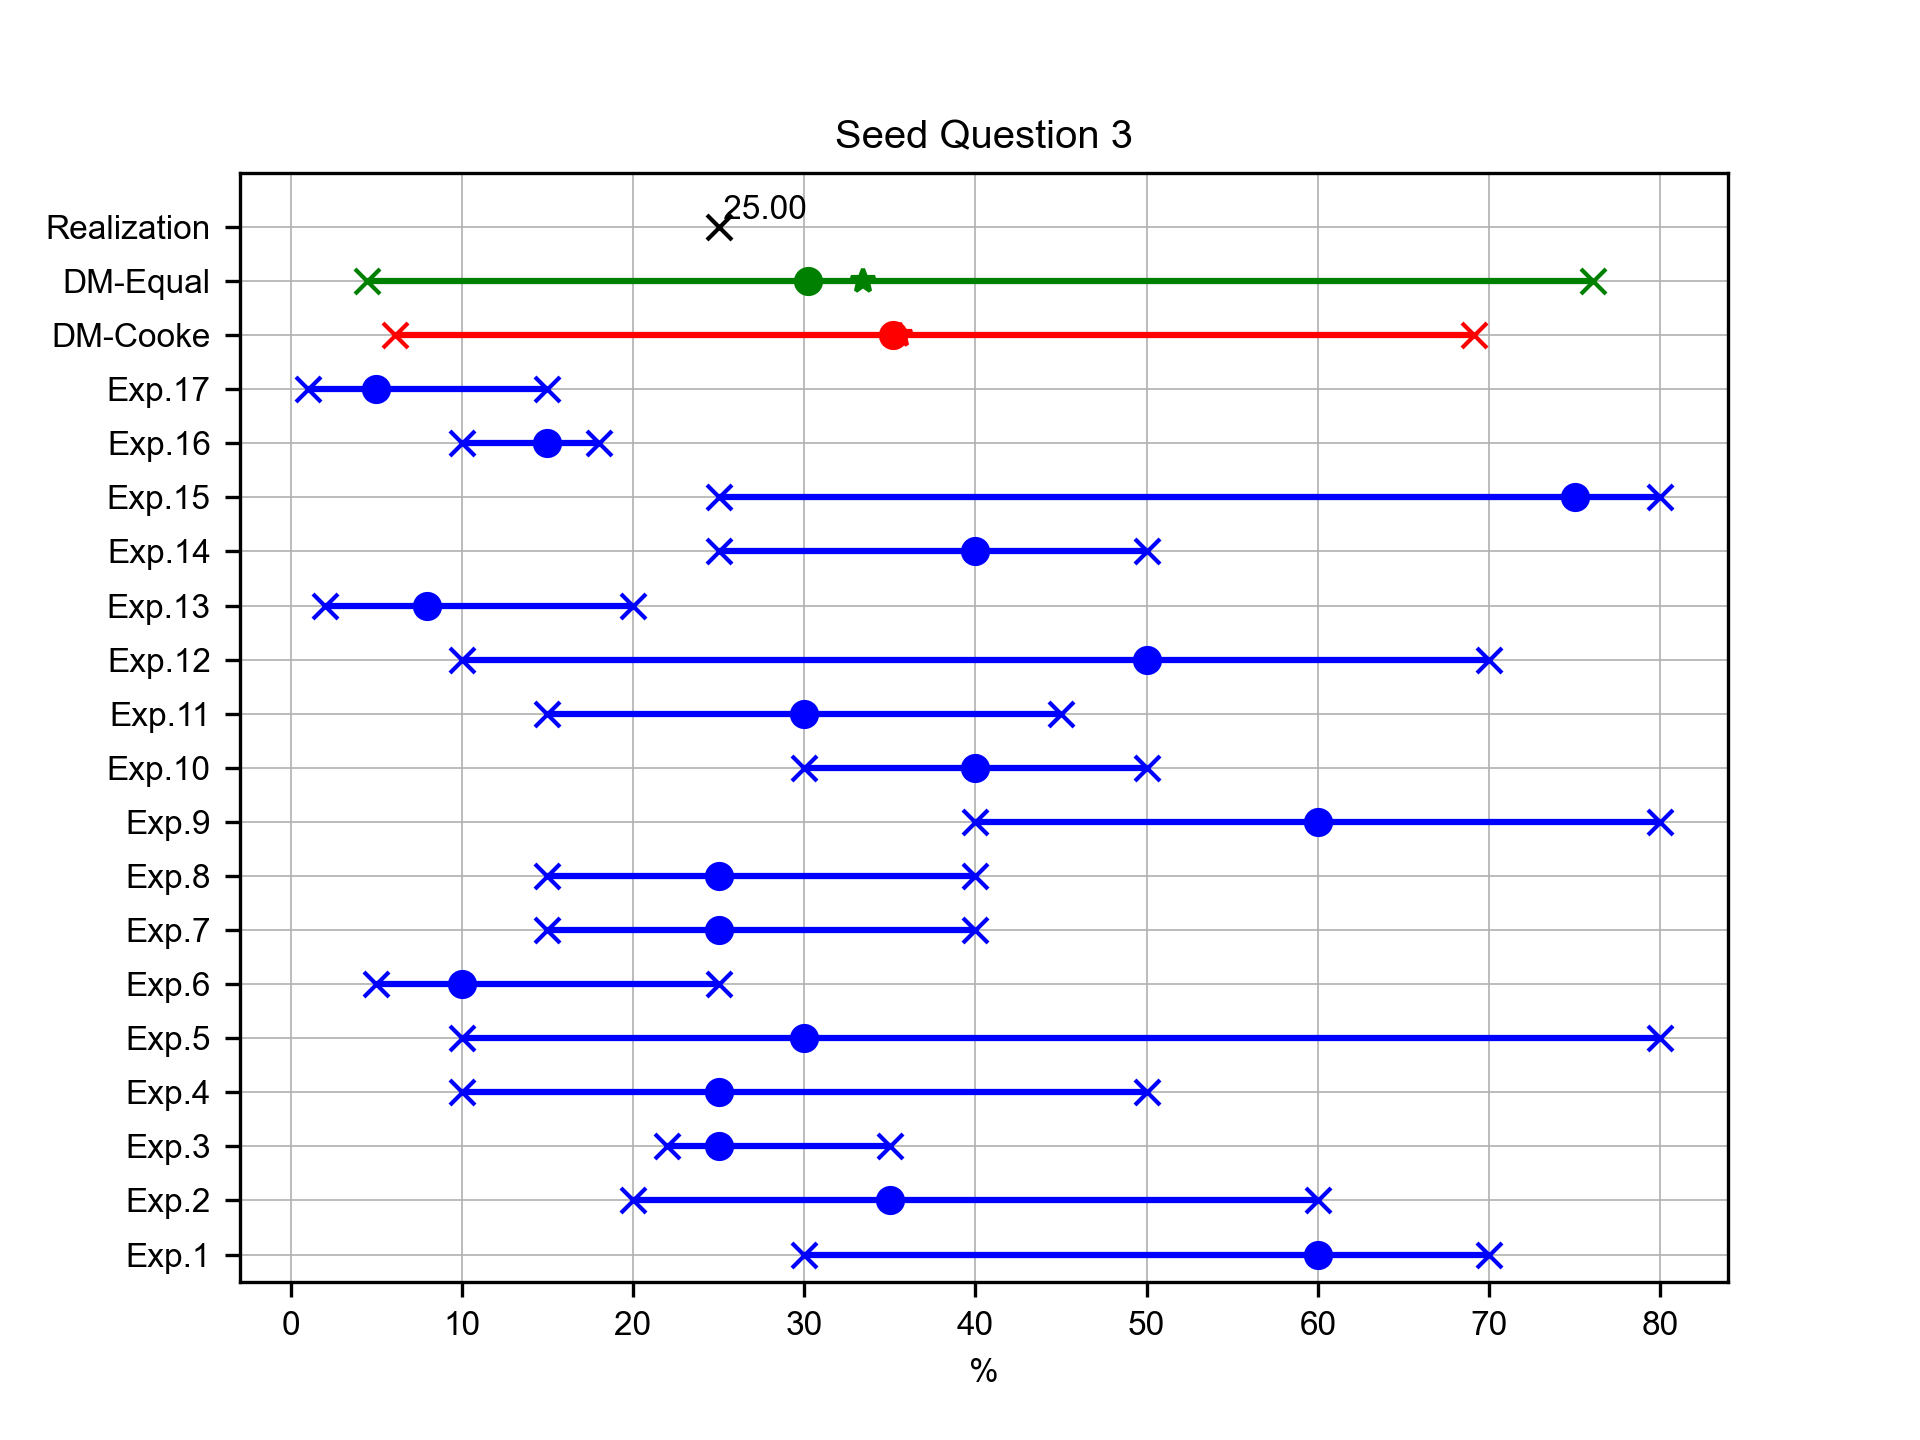 Seed Question 3
25.00
Realization
DM-Equal
DM-Cooke
Exp.17
Exp.16
Exp.15
Exp.14
Exp.13
Exp.12
Exp.11
Exp.10
Exp.9
Exp.8
Exp.7
Exp.6
Exp.5
Exp.4
Exp.3
Exp.2
Exp.1
0 10 20 30 40 50 60 70 80
%